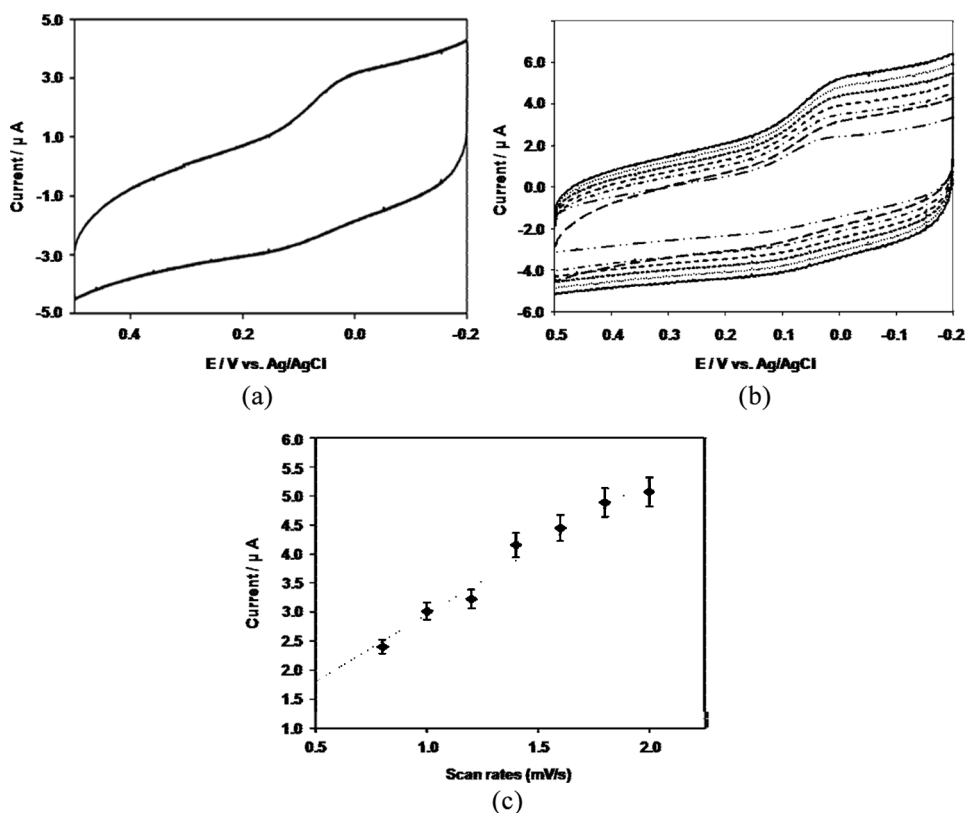 5.0
3.0
1.0
-1.0
-3.0
-5.0
Current / µ A
0.4 0.2 0.0 -0.2
E / V vs. Ag/AgCl
(a)
6.0
4.0
2.0
0.0
-2.0
-4.0
-6.0
Current / µ A
0.5 0.4 0.3 0.2 0.1 0.0 -0.1 -0.2
E / V vs. Ag/AgCl
(b)
6.0
5.5
5.0
4.5
4.0
3.5
3.0
2.5
2.0
1.5
1.0
Current / µ A
0.5 1.0 1.5 2.0
Scan rates (mV/s)
(c)